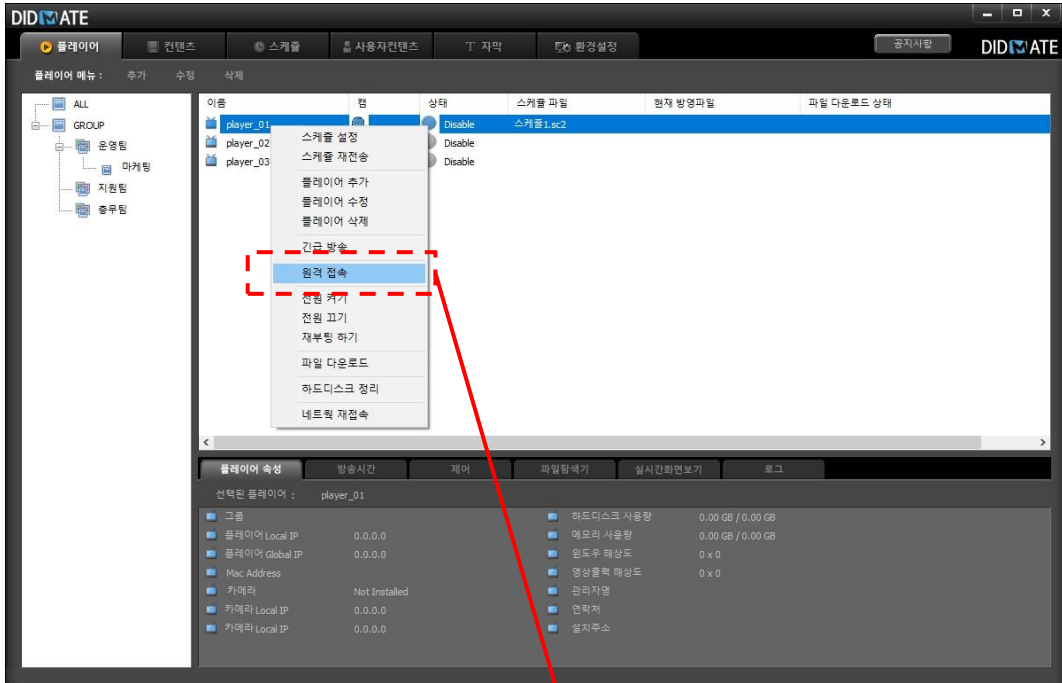 DIDMATE
플레이어 컨텐츠 스케쥴 사용자컨텐츠 T 자막 환경설정 공지사항 DIDMATE
플레이어 메뉴 : 추가 수정 삭제
ALL
GROUP
운영팀
마케팅
지원팀
총무팀
이름 캠 상태 스케쥴 파일 현재 방영파일 파일 다운로드 상태
player_01 Disable 스케쭐1.sc2
player_02 Disable
player_03 Disable
스케쥴 설정
스케쥴 재전송
플레이어 추가
플레이어 수정
플레이어 삭제
긴급 방송
원격 접속
전원 켜기
전원 끄기
재부팅 하기
파일 다운로드
하드디스크 정리
네트웍 재접속
플레이어 속성 방송시간 제어 파일탐색기 실시간화면보기 로그
선택된 플레이어 : player_01
그룹
플레이어 Local IP 0.0.0.0
플레이어 Global IP 0.0.0.0
Mac Address
카메라 Not Installed
카메라 Local IP 0.0.0.0
카메라 Local IP 0.0.0.0
하드디스크 사용량 0.00 GB / 0.00 GB
메모리 사용량 0.00 GB / 0.00 GB
윈도우 해상도 0 x 0
영상출력 해상도 0 x 0
관리자명
연락처
설치주소